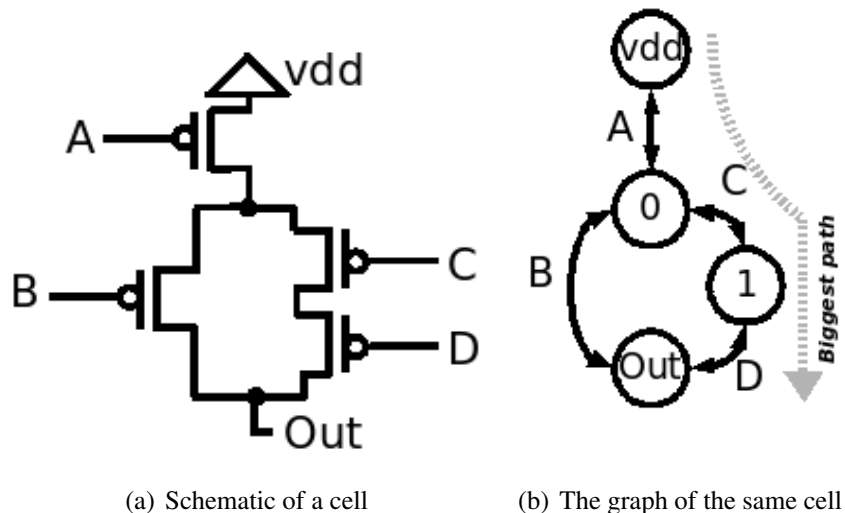 vdd
A
B
C
D
Out
vdd
A
0
C
B
1
Out
D
Biggest path
(a) Schematic of a cell
(b) The graph of the same cell